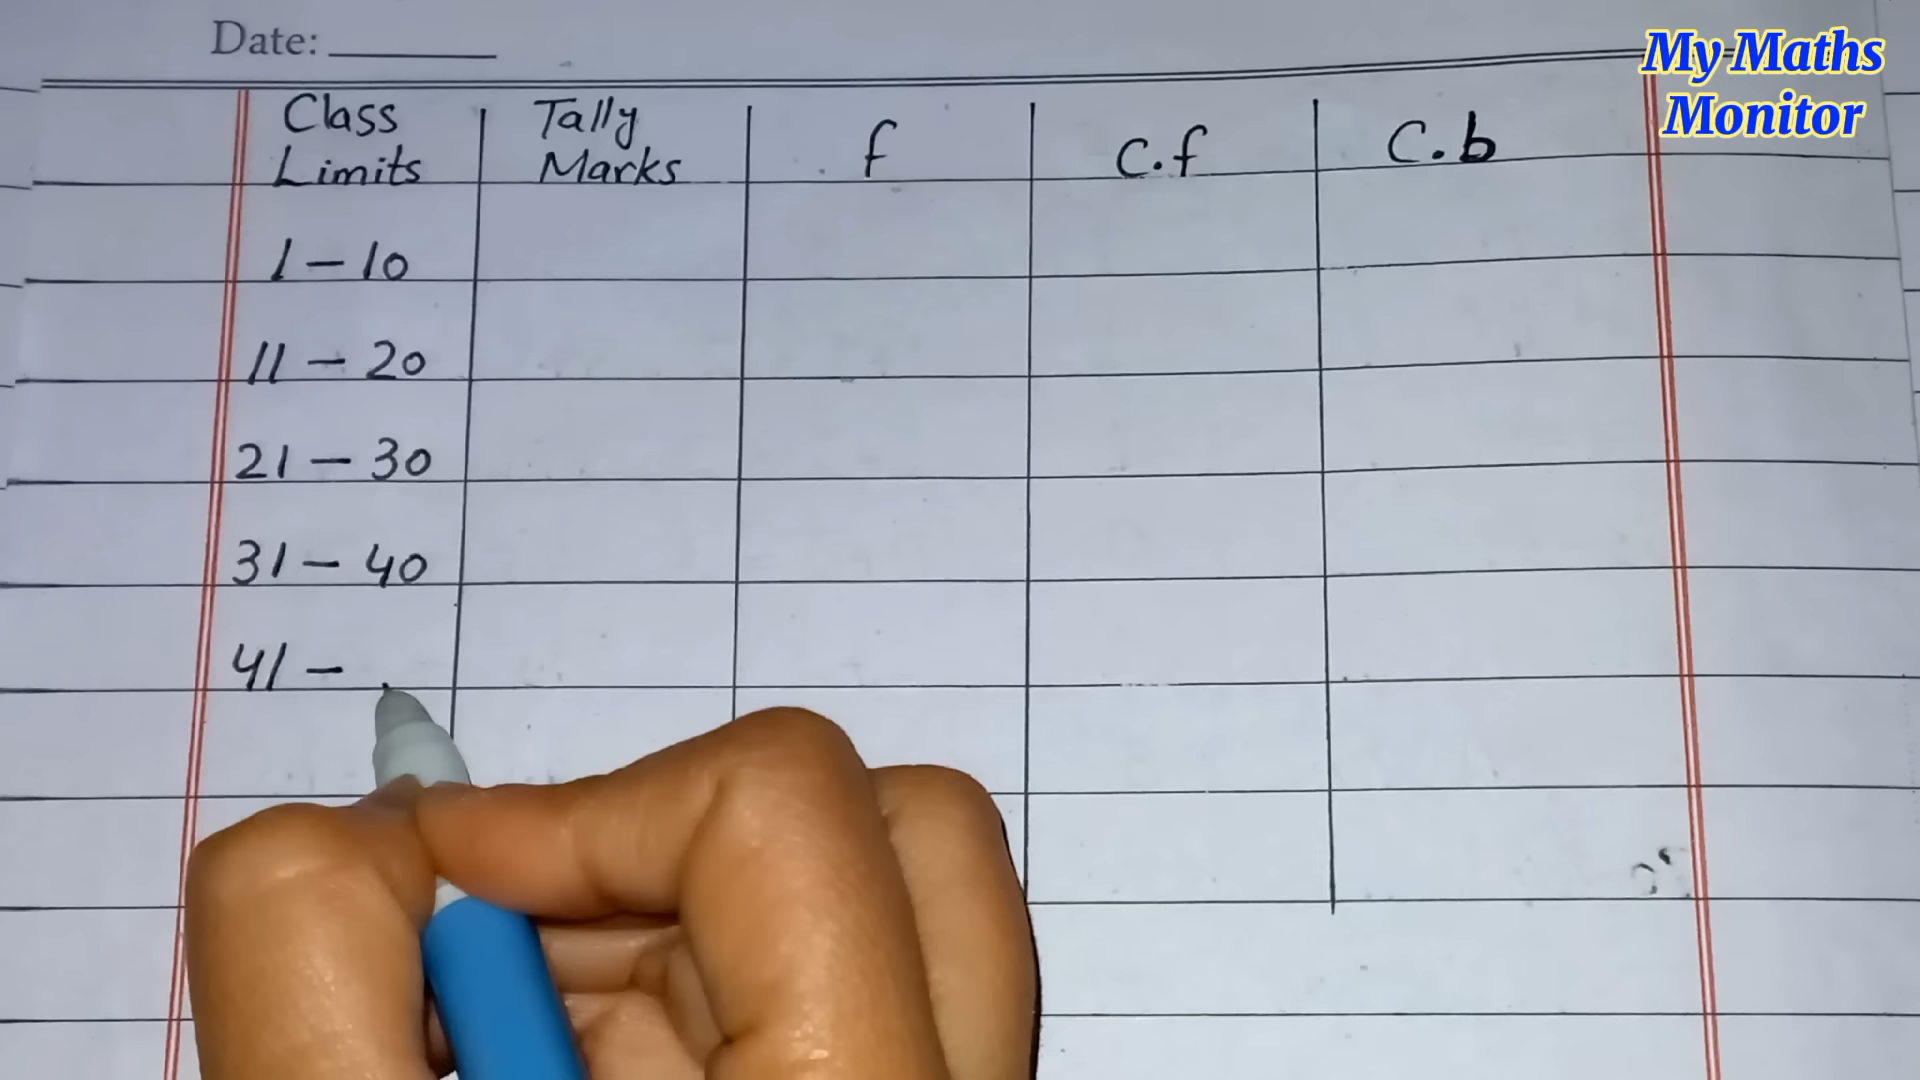 Date:
My Maths
Monitor
Class Limits Tally Marks f C.f C.b
1 - 10
11 - 20
21 - 30
31 - 40
41 -